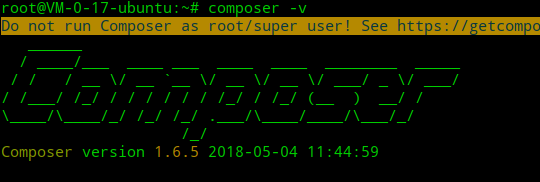 root@VM-0-17-ubuntu:~# composer -v
Do not run Composer as root/super user! See https://getcompo
Composer
Composer version 1.6.5 2018-05-04 11:44:59